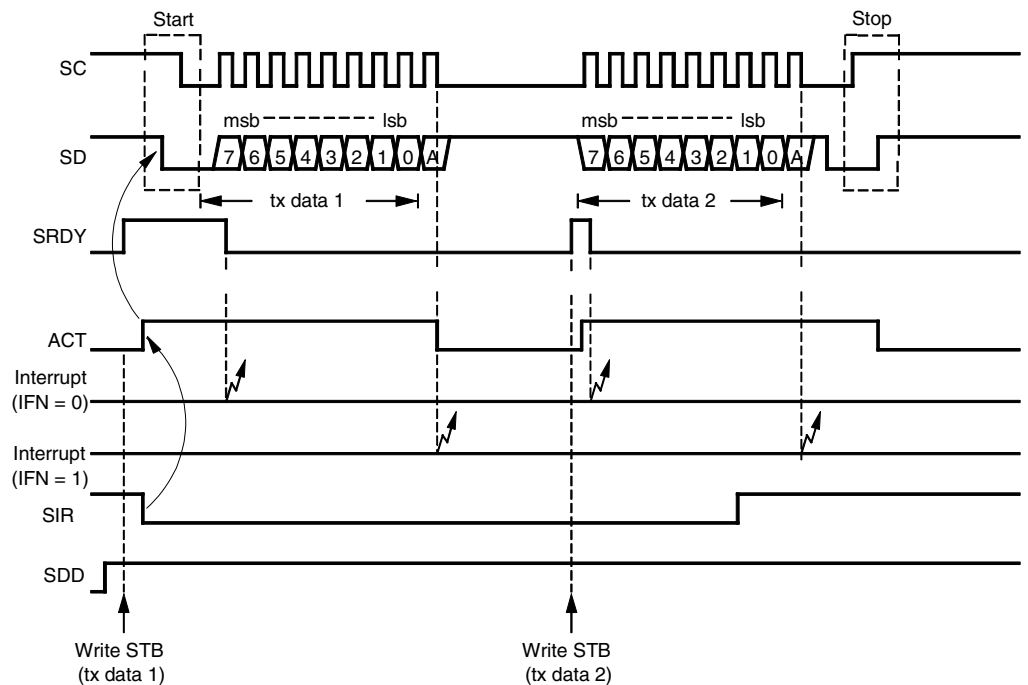 Start
Stop
SC
msb lsb
msb lsb
SD
7 6 5 4 3 2 1 0 A
7 6 5 4 3 2 1 0 A
tx data 1
tx data 2
SRDY
ACT
Interrupt
(IFN = 0)
Interrupt
(IFN = 1)
SIR
SDD
Write STB
(tx data 1)
Write STB
(tx data 2)